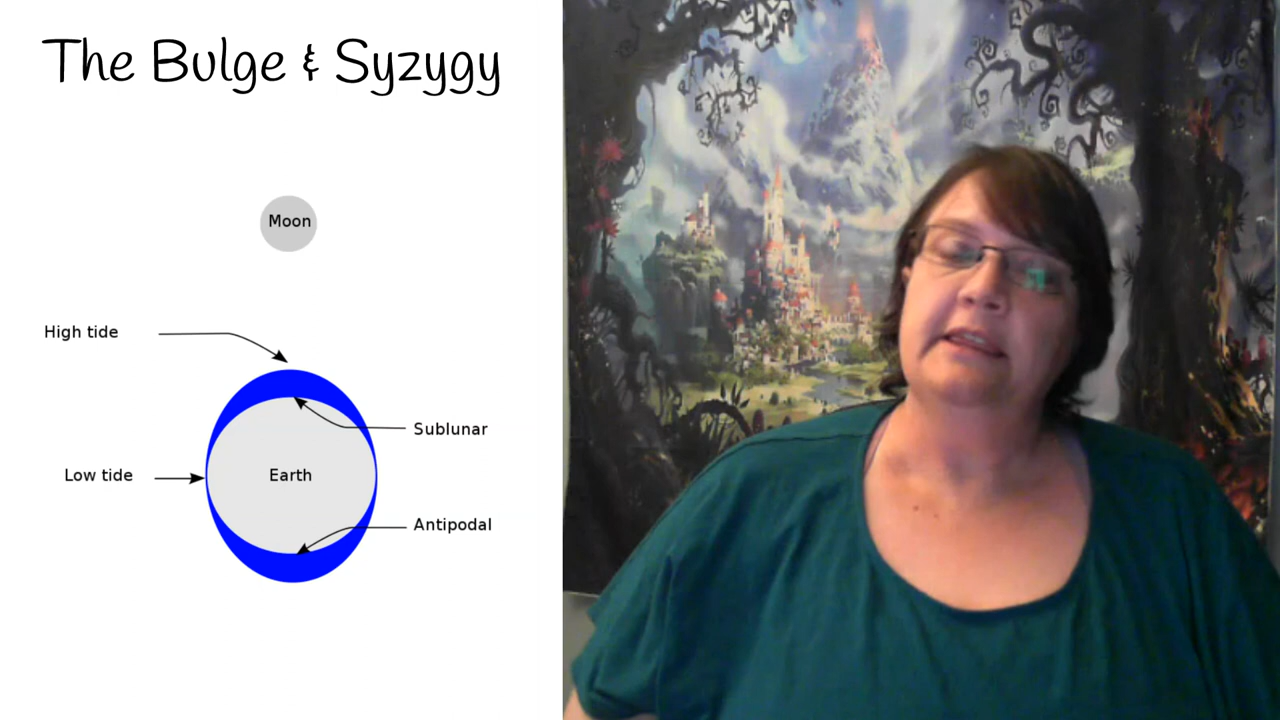 The Bulge & Syzygy
Moon
High tide
Sublunar
Low tide
Earth
Antipodal